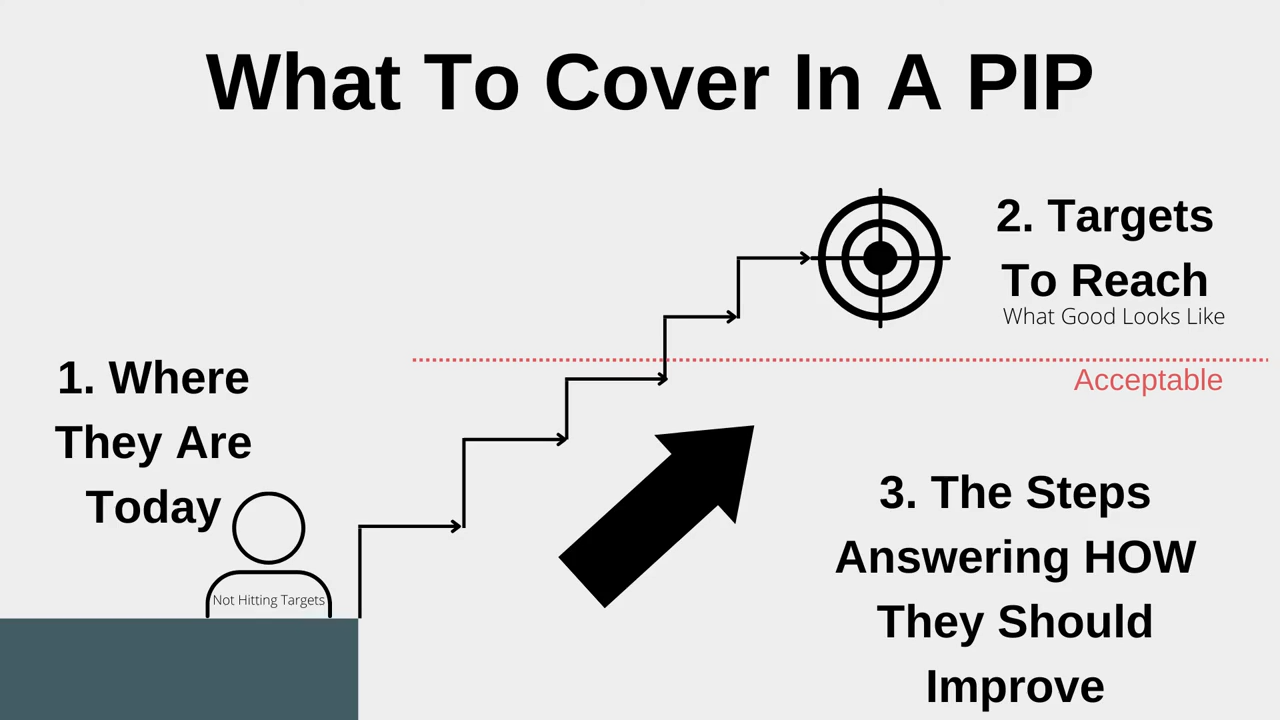 What To Cover In A PIP
1. Where
They Are
Today
Not Hitting Targets
2. Targets
To Reach
What Good Looks Like
Acceptable
3. The Steps
Answering HOW
They Should
Improve